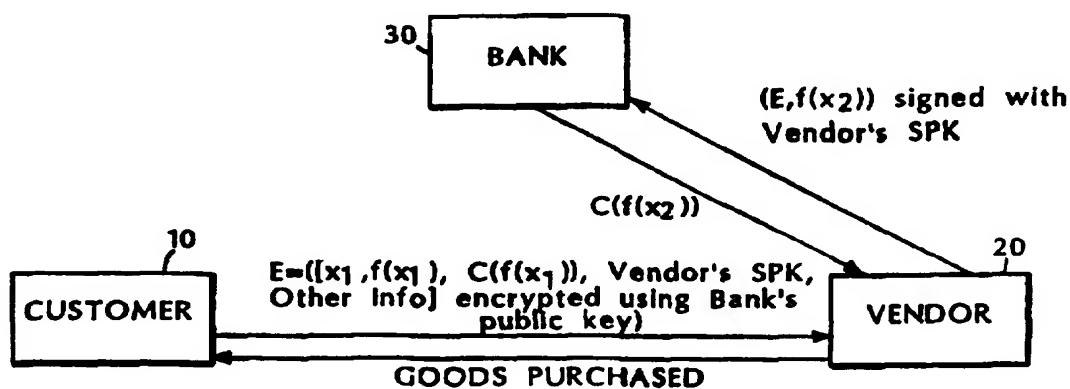 30
BANK
(E,f(x2)) signed with
Vendor's SPK
C(f(x2))
10
20
E=([x1,f(x1), C(f(x1)), Vendor's SPK,
Other Info] encrypted using Bank's
public key)
CUSTOMER
VENDOR
GOODS PURCHASED